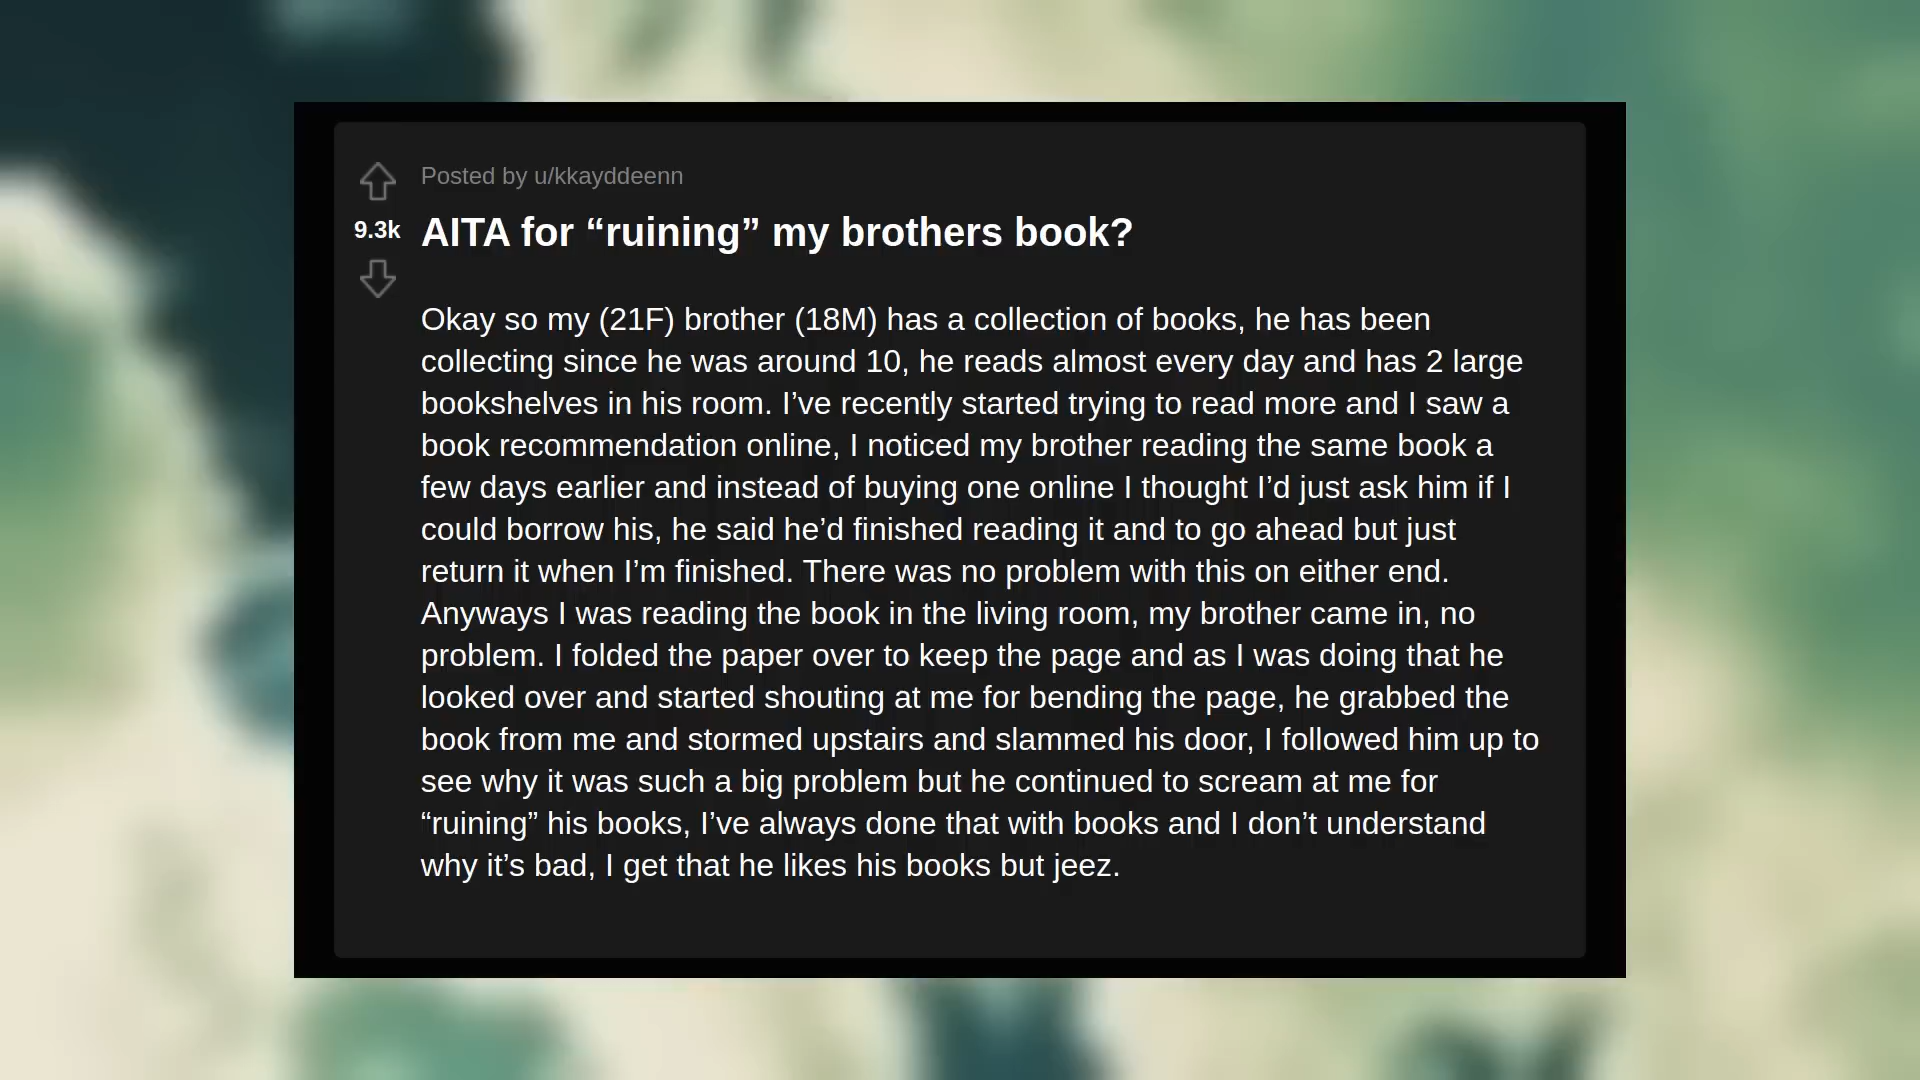 Posted by u/kkayddeenn
9.3k
AITA for “ruining” my brothers book?
Okay so my (21F) brother (18M) has a collection of books, he has been
collecting since he was around 10, he reads almost every day and has 2 large
bookshelves in his room. I’ve recently started trying to read more and I saw a
book recommendation online, I noticed my brother reading the same book a
few days earlier and instead of buying one online I thought I’d just ask him if I
could borrow his, he said he’d finished reading it and to go ahead but just
return it when I’m finished. There was no problem with this on either end.
Anyways I was reading the book in the living room, my brother came in, no
problem. I folded the paper over to keep the page and as I was doing that he
looked over and started shouting at me for bending the page, he grabbed the
book from me and stormed upstairs and slammed his door, I followed him up to
see why it was such a big problem but he continued to scream at me for
“ruining” his books, I’ve always done that with books and I don’t understand
why it’s bad, I get that he likes his books but jeez.